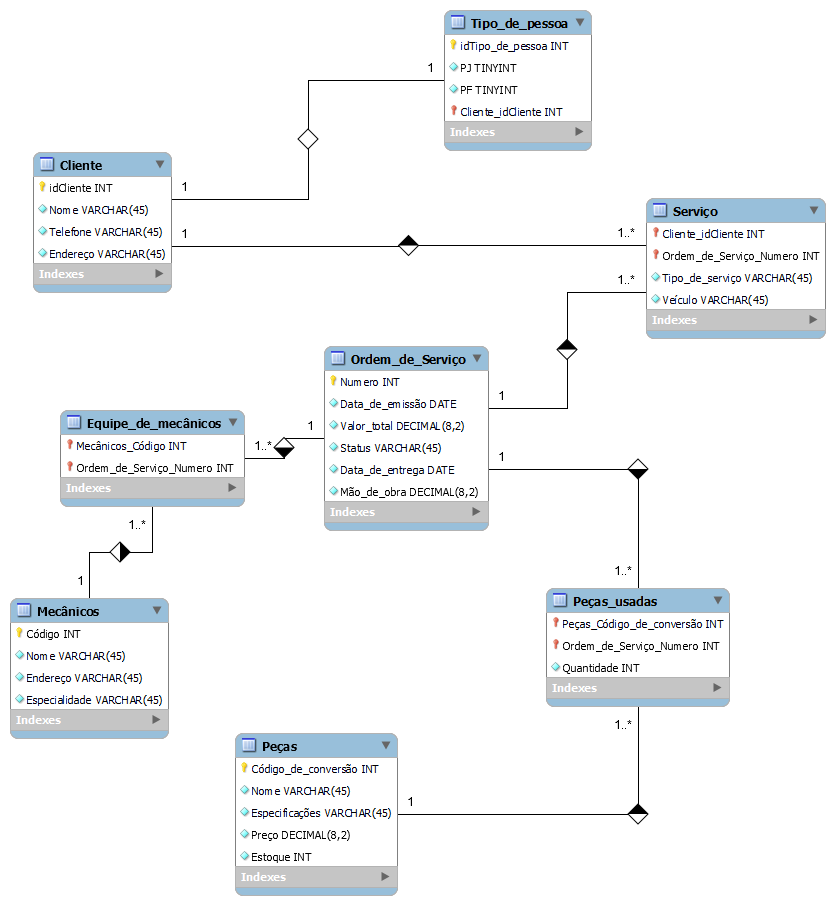 Tipo_de_pessoa
idTipo_de_pessoa INT
PJ TINYINT
PF TINYINT
Cliente_idCliente INT
Indexes
1
Cliente
idCliente INT
Nome VARCHAR(45)
Telefone VARCHAR(45)
Endereço VARCHAR(45)
Indexes
1
1
1..*
1..*
Serviço
Cliente_idCliente INT
Ordem_de_Serviço_Numero INT
Tipo_de_serviço VARCHAR(45)
Veículo VARCHAR(45)
Indexes
Ordem_de_Serviço
Numero INT
Data_de_emissão DATE
Valor_total DECIMAL(8,2)
Status VARCHAR(45)
Data_de_entrega DATE
Mão_de_obra DECIMAL(8,2)
Indexes
1
1
1
1..*
Equipe_de_mecânicos
Mecânicos_Código INT
Ordem_de_Serviço_Numero INT
Indexes
1..*
1
Mecânicos
Código INT
Nome VARCHAR(45)
Endereço VARCHAR(45)
Especialidade VARCHAR(45)
Indexes
1..*
Peças_usadas
Peças_Código_de_conversão INT
Ordem_de_Serviço_Numero INT
Quantidade INT
Indexes
1..*
1
Peças
Código_de_conversão INT
Nome VARCHAR(45)
Especificações VARCHAR(45)
Preço DECIMAL(8,2)
Estoque INT
Indexes